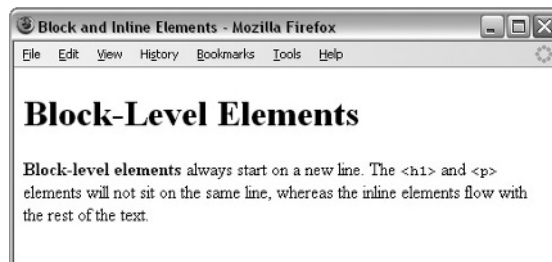 Block and Inline Elements - Mozilla Firefox
File Edit View History Bookmarks Tools Help
Block-Level Elements
Block-level elements always start on a new line. The <h1> and <p>
elements will not sit on the same line, whereas the inline elements flow with
the rest of the text.